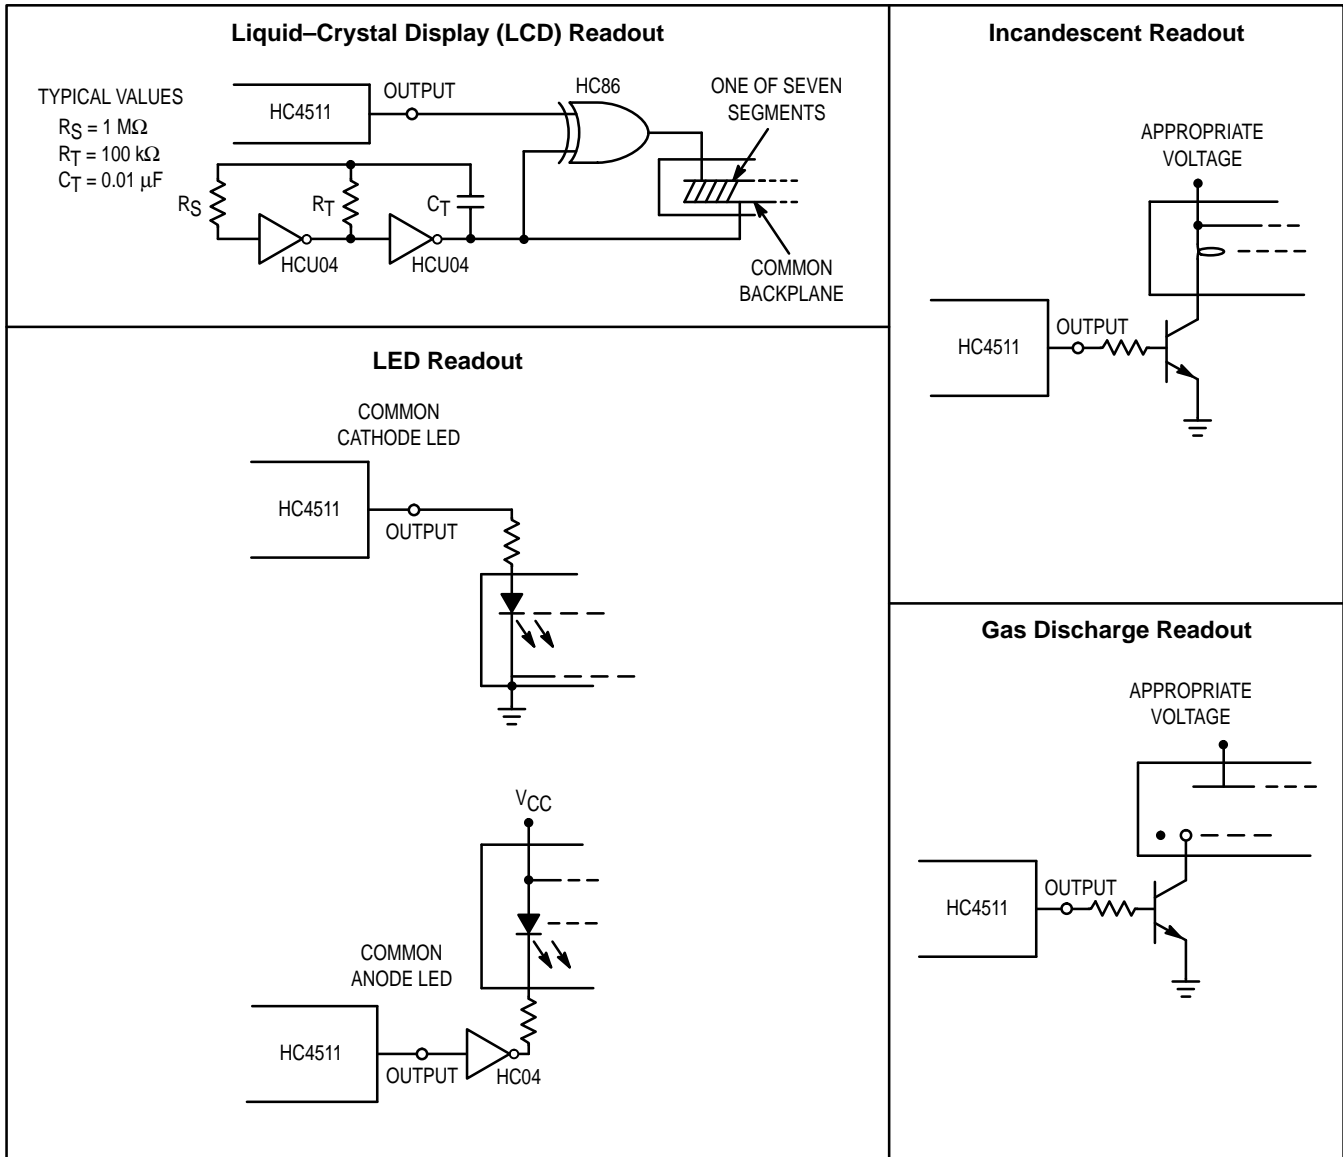 Liquid–Crystal Display (LCD) Readout
TYPICAL VALUES
RS = 1 MΩ
RT = 100 kΩ
CT = 0.01 µF
HC4511
OUTPUT
HC86
ONE OF SEVEN
SEGMENTS
RS
RT
CT
HCU04
HCU04
COMMON
BACKPLANE
Incandescent Readout
APPROPRIATE
VOLTAGE
HC4511
OUTPUT
LED Readout
COMMON
CATHODE LED
HC4511
OUTPUT
VCC
COMMON
ANODE LED
HC4511
OUTPUT
HC04
Gas Discharge Readout
APPROPRIATE
VOLTAGE
HC4511
OUTPUT